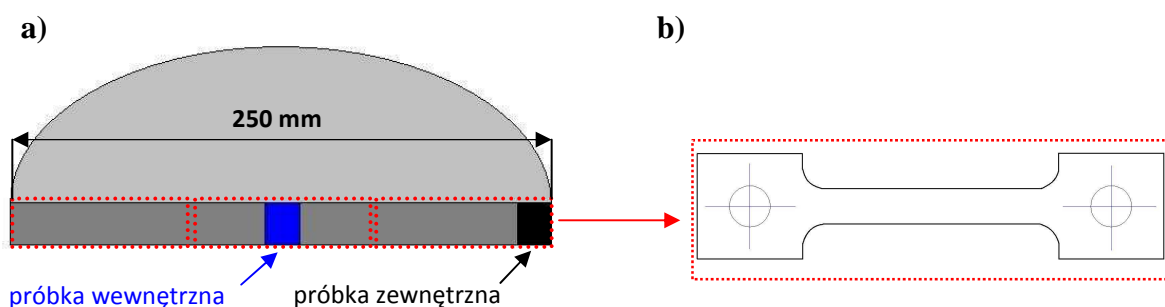 a)
b)
250 mm
próbka wewnętrzna
próbka zewnętrzna